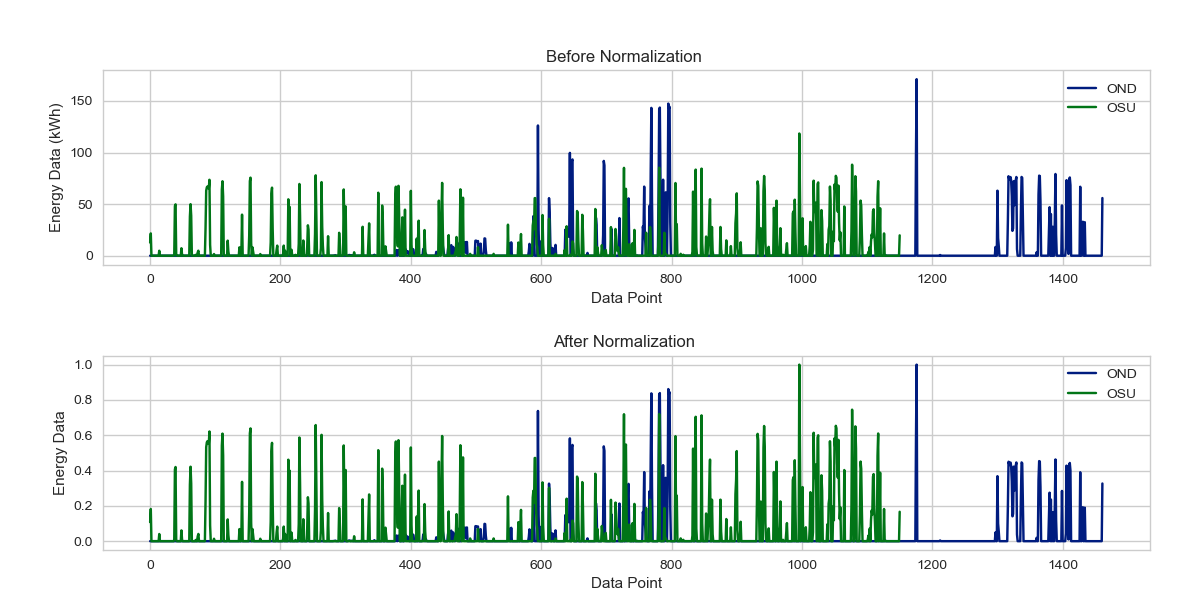 Before Normalization
Energy Data (kWh)
150
100
50
0
OND
OSU
0 200 400 600 800 1000 1200 1400
Data Point
After Normalization
Energy Data
1.0
0.8
0.6
0.4
0.2
0.0
OND
OSU
0 200 400 600 800 1000 1200 1400
Data Point